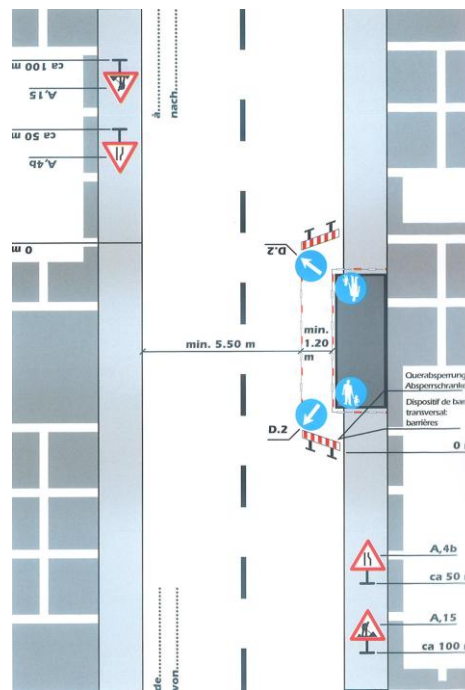 ca 100 m
A,15
ca 50 m
A,4b
0 m
à
nach
D.2
min. 5.50 m
min.
1.20
m
Querabsperrung
Absperrschranke
Dispositif de bar
transversal:
barrières
D.2
0 m
A,4b
ca 50
A,15
ca 100
de
von